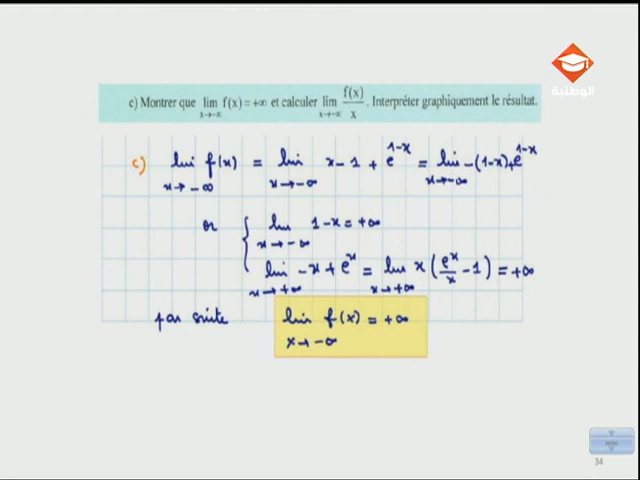 الوطنية
c) Montrer que lim f(x) = +∞ et calculer lim f(x)/x . Interpréter graphiquement le résultat.
x→-∞ x→-∞
c) lim f(x) = lim x - 1 + e^(1-x) = lim -(1-x) + e^(1-x)
x→-∞ x→-∞ x→-∞
or { lim 1-x = +∞
x→-∞
lim -x + e^x = lim x (e^x/x - 1) = +∞
x→+∞ x→+∞
par suite lim f(x) = +∞
x→-∞
34